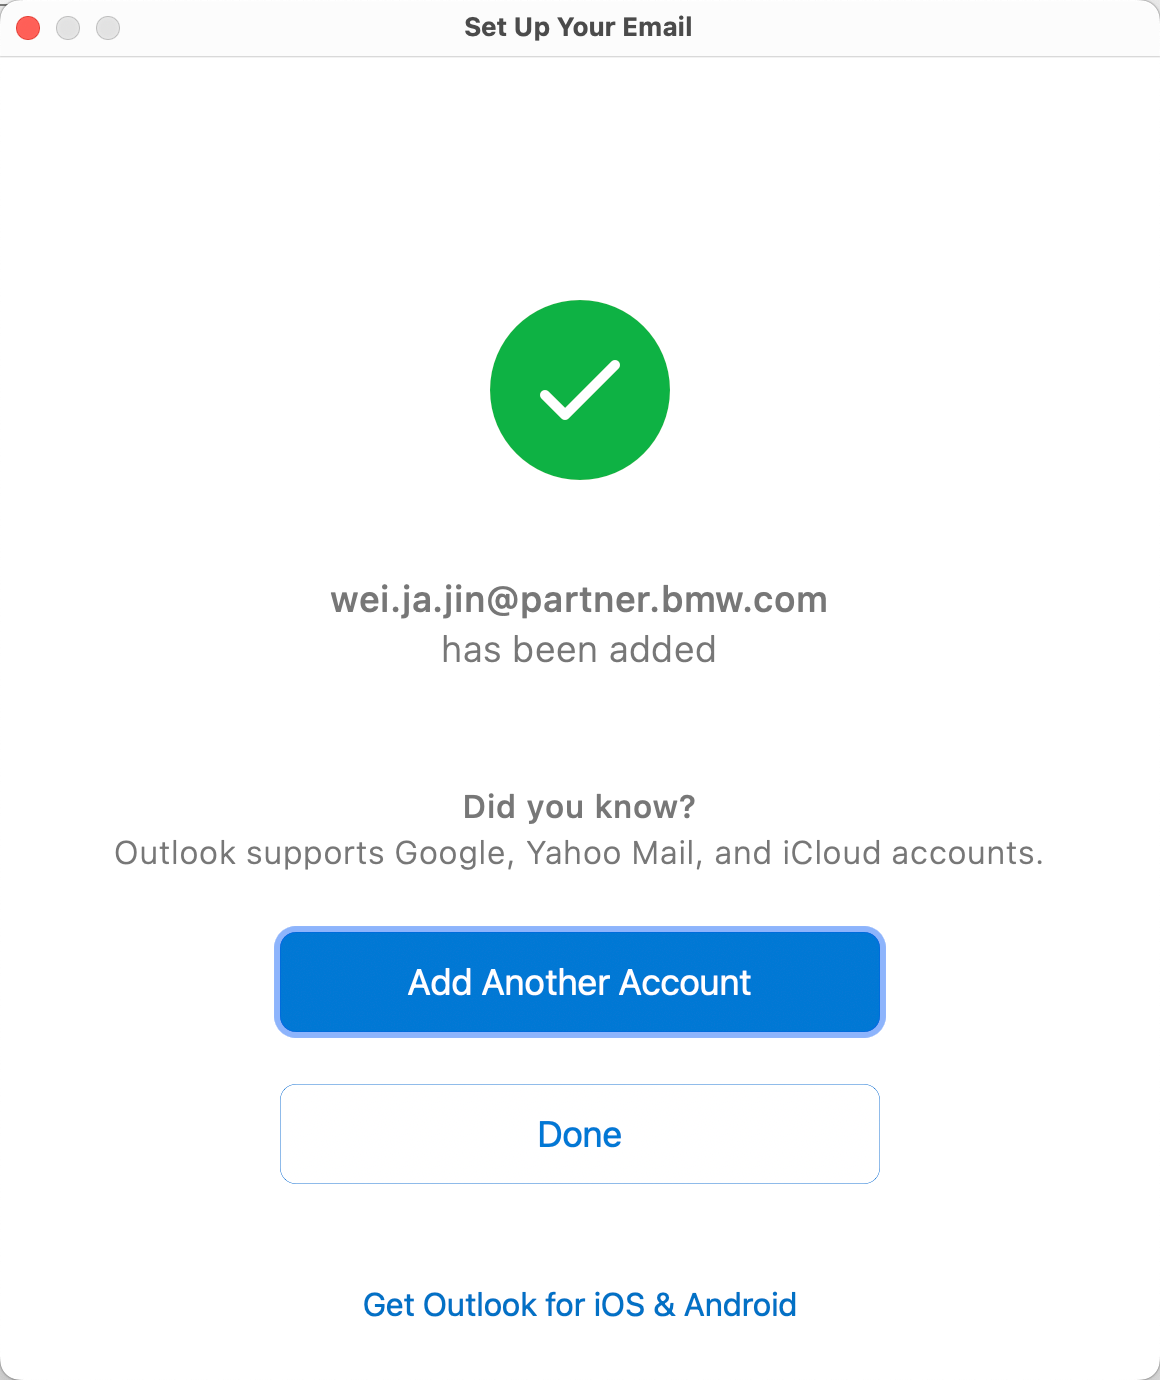 Set Up Your Email
wei.ja.jin@partner.bmw.com
has been added
Did you know?
Outlook supports Google, Yahoo Mail, and iCloud accounts.
Add Another Account
Done
Get Outlook for iOS & Android